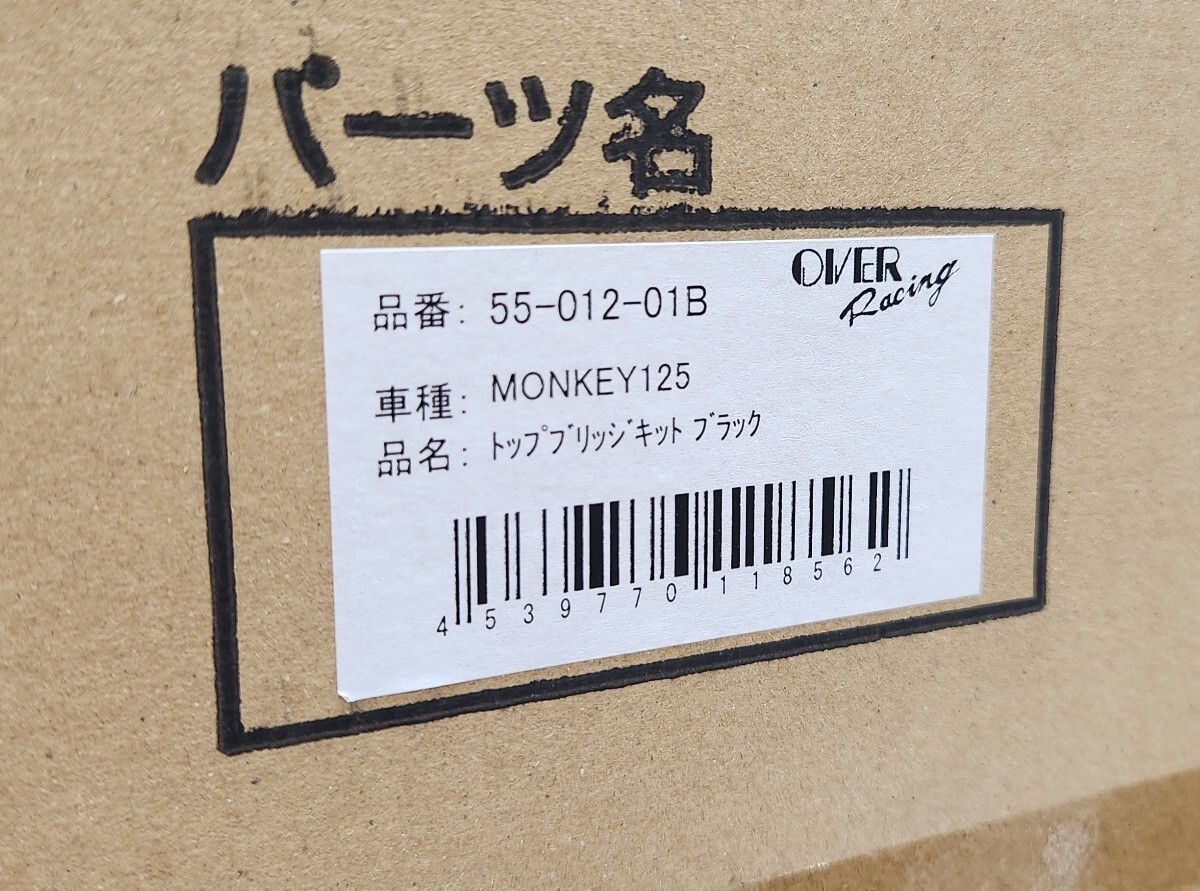 パーツ名
OVER
Racing
品番: 55-012-01B
車種: MONKEY125
品名: ﾄｯﾌﾟﾌﾞﾘｯｼﾞｷｯﾄ ﾌﾞﾗｯｸ
4539770118562